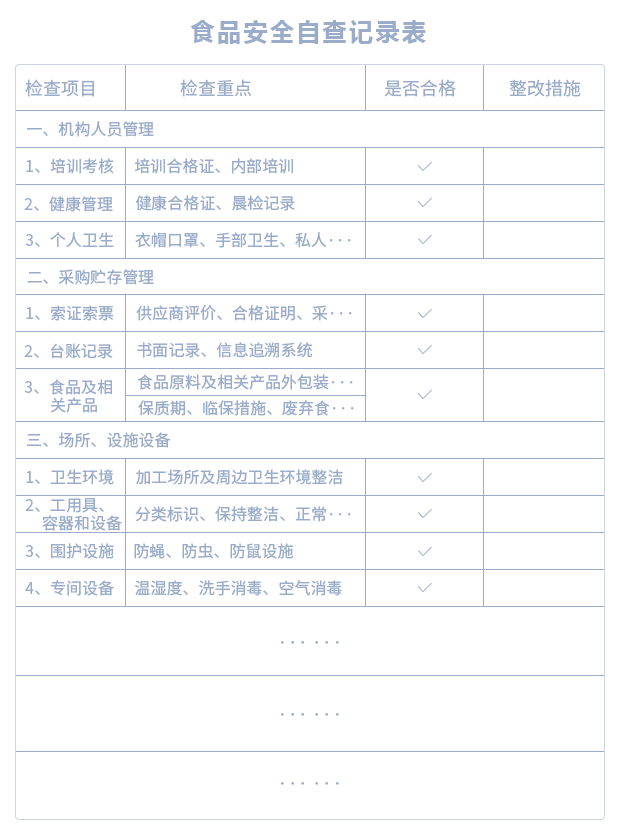 食品安全自查记录表
检查项目 检查重点 是否合格 整改措施
一、机构人员管理
1、培训考核 培训合格证、内部培训 ✓
2、健康管理 健康合格证、晨检记录 ✓
3、个人卫生 衣帽口罩、手部卫生、私人··· ✓
二、采购贮存管理
1、索证索票 供应商评价、合格证明、采··· ✓
2、台账记录 书面记录、信息追溯系统 ✓
3、食品及相关产品 食品原料及相关产品外包装··· ✓
保质期、临保措施、废弃食···
三、场所、设施设备
1、卫生环境 加工场所及周边卫生环境整洁 ✓
2、工用具、容器和设备 分类标识、保持整洁、正常··· ✓
3、围护设施 防蝇、防虫、防鼠设施 ✓
4、专间设备 温湿度、洗手消毒、空气消毒 ✓
··· ···
··· ···
··· ···